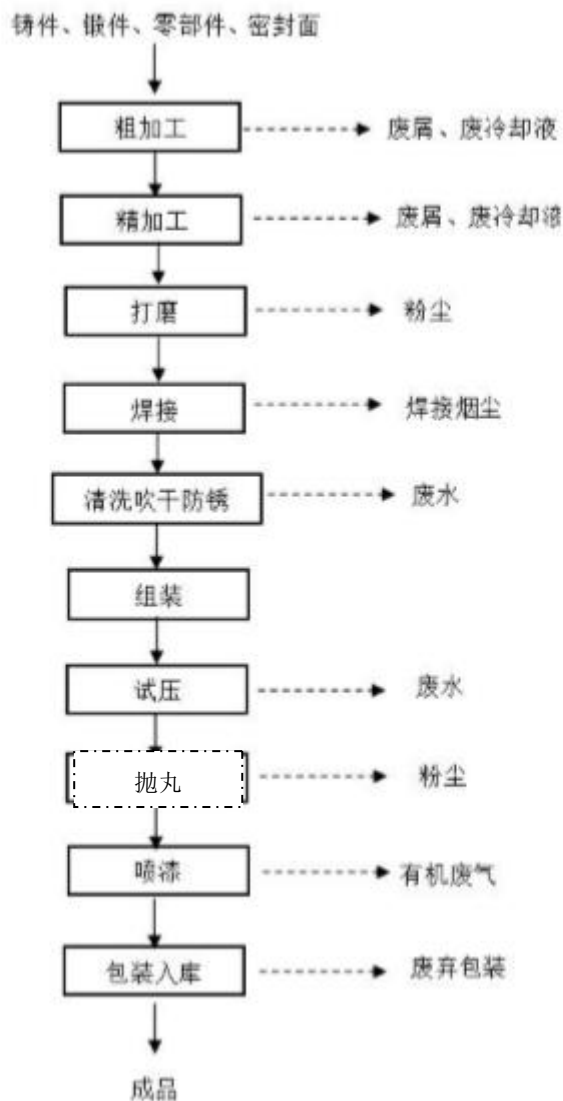 铸件、锻件、零部件、密封面
粗加工
废屑、废冷却液
精加工
废屑、废冷却液
打磨
粉尘
焊接
焊接烟尘
清洗吹干防锈
废水
组装
试压
废水
抛丸
粉尘
喷漆
有机废气
包装入库
废弃包装
成品